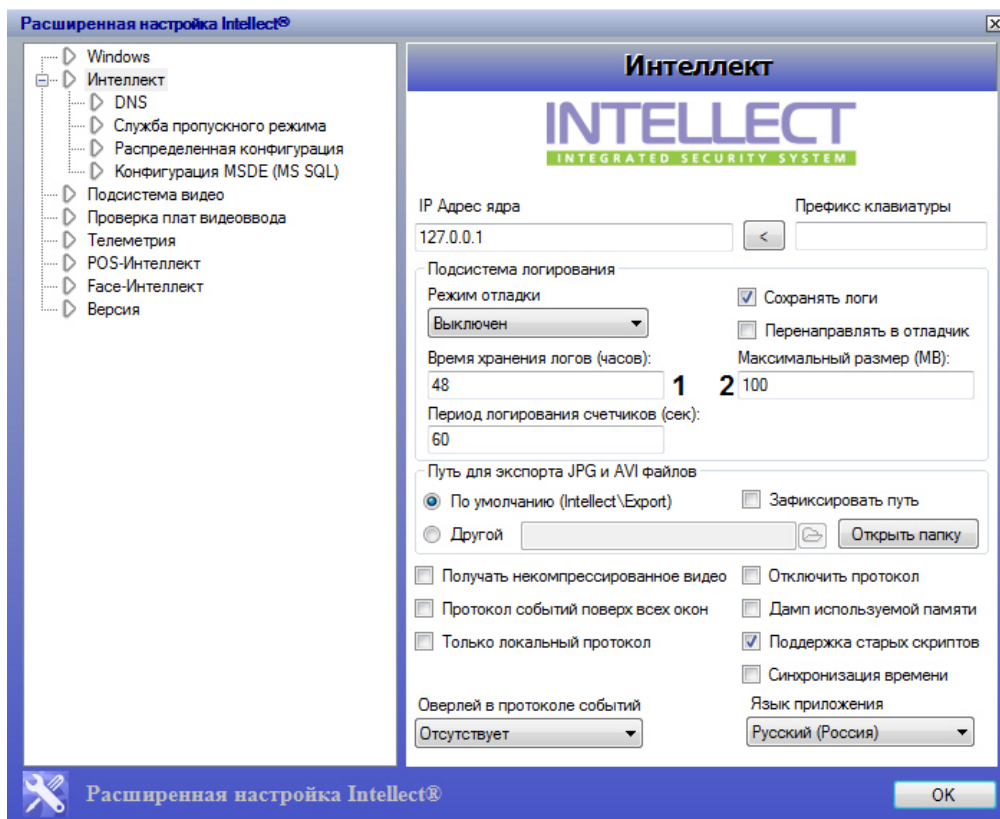 Расширенная настройка Intellect®
Windows
Интеллект
DNS
Служба пропускного режима
Распределенная конфигурация
Конфигурация MSDE (MS SQL)
Подсистема видео
Проверка плат видеоввода
Телеметрия
POS-Интеллект
Face-Интеллект
Версия
Интеллект
INTELLECT
INTEGRATED SECURITY SYSTEM
IP Адрес ядра Префикс клавиатуры
127.0.0.1 <
Подсистема логирования
Режим отладки
Сохранять логи
Выключен
Перенаправлять в отладчик
Время хранения логов (часов): Максимальный размер (MB):
48 1 2 100
Период логирования счетчиков (сек):
60
Путь для экспорта JPG и AVI файлов
По умолчанию (Intellect\Export) Зафиксировать путь
Другой Открыть папку
Получать некомпрессированное видео Отключить протокол
Протокол событий поверх всех окон Дамп используемой памяти
Только локальный протокол Поддержка старых скриптов
Синхронизация времени
Оверлей в протоколе событий Язык приложения
Отсутствует Русский (Россия)
Расширенная настройка Intellect® OK